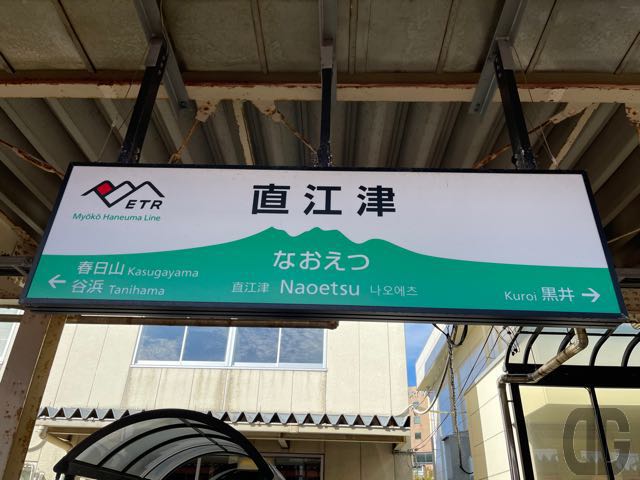 直江津
ETR
Myōkō Haneuma Line
なおえつ
春日山 Kasugayama
← 谷浜 Tanihama
直江津 Naoetsu 나오에츠
Kuroi 黒井 →
DG